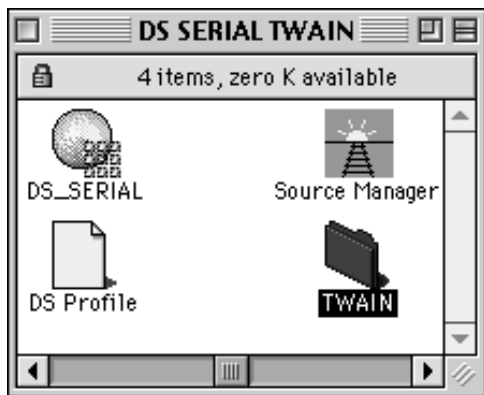 DS SERIAL TWAIN
4 items, zero K available
DS_SERIAL
Source Manager
DS Profile
TWAIN